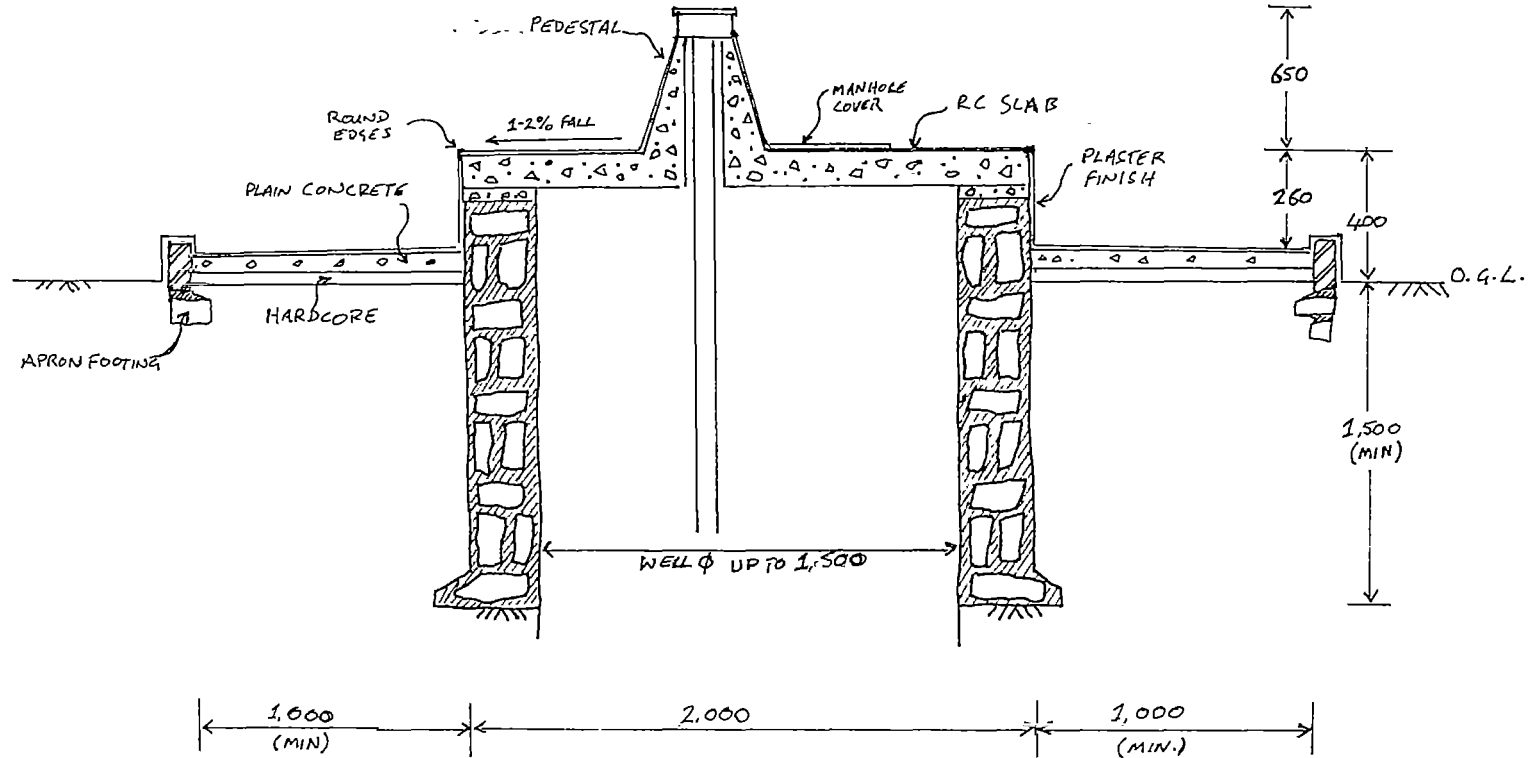 PEDESTAL
650
MANHOLE
COVER
RC SLAB
ROUND
EDGES
1-2% FALL
PLASTER
FINISH
PLAIN CONCRETE
260
400
HARDCORE
O.G.L.
APRON FOOTING
1,500
(MIN)
WELL Φ UP TO 1,500
1,000
(MIN)
2,000
1,000
(MIN.)